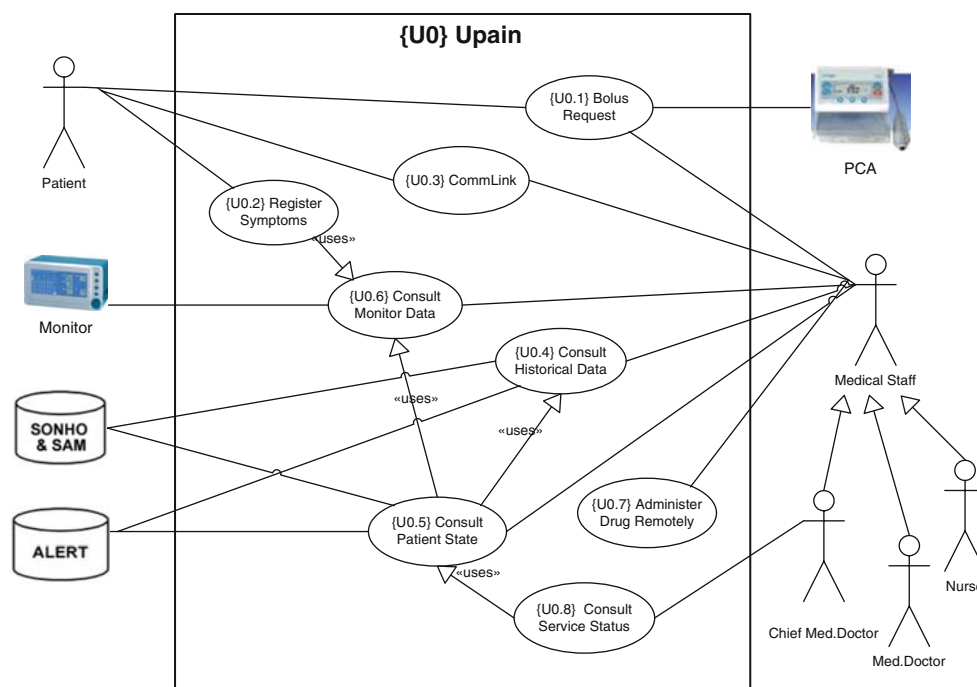 {U0} Upain
{U0.1} Bolus
Request
PCA
Patient
{U0.3} CommLink
{U0.2} Register
Symptoms
«uses»
{U0.6} Consult
Monitor Data
Monitor
{U0.4} Consult
Historical Data
Medical Staff
«uses»
SONHO
& SAM
«uses»
{U0.7} Administer
Drug Remotely
{U0.5} Consult
Patient State
ALERT
«uses»
Nurse
{U0.8} Consult
Service Status
Chief Med.Doctor
Med.Doctor